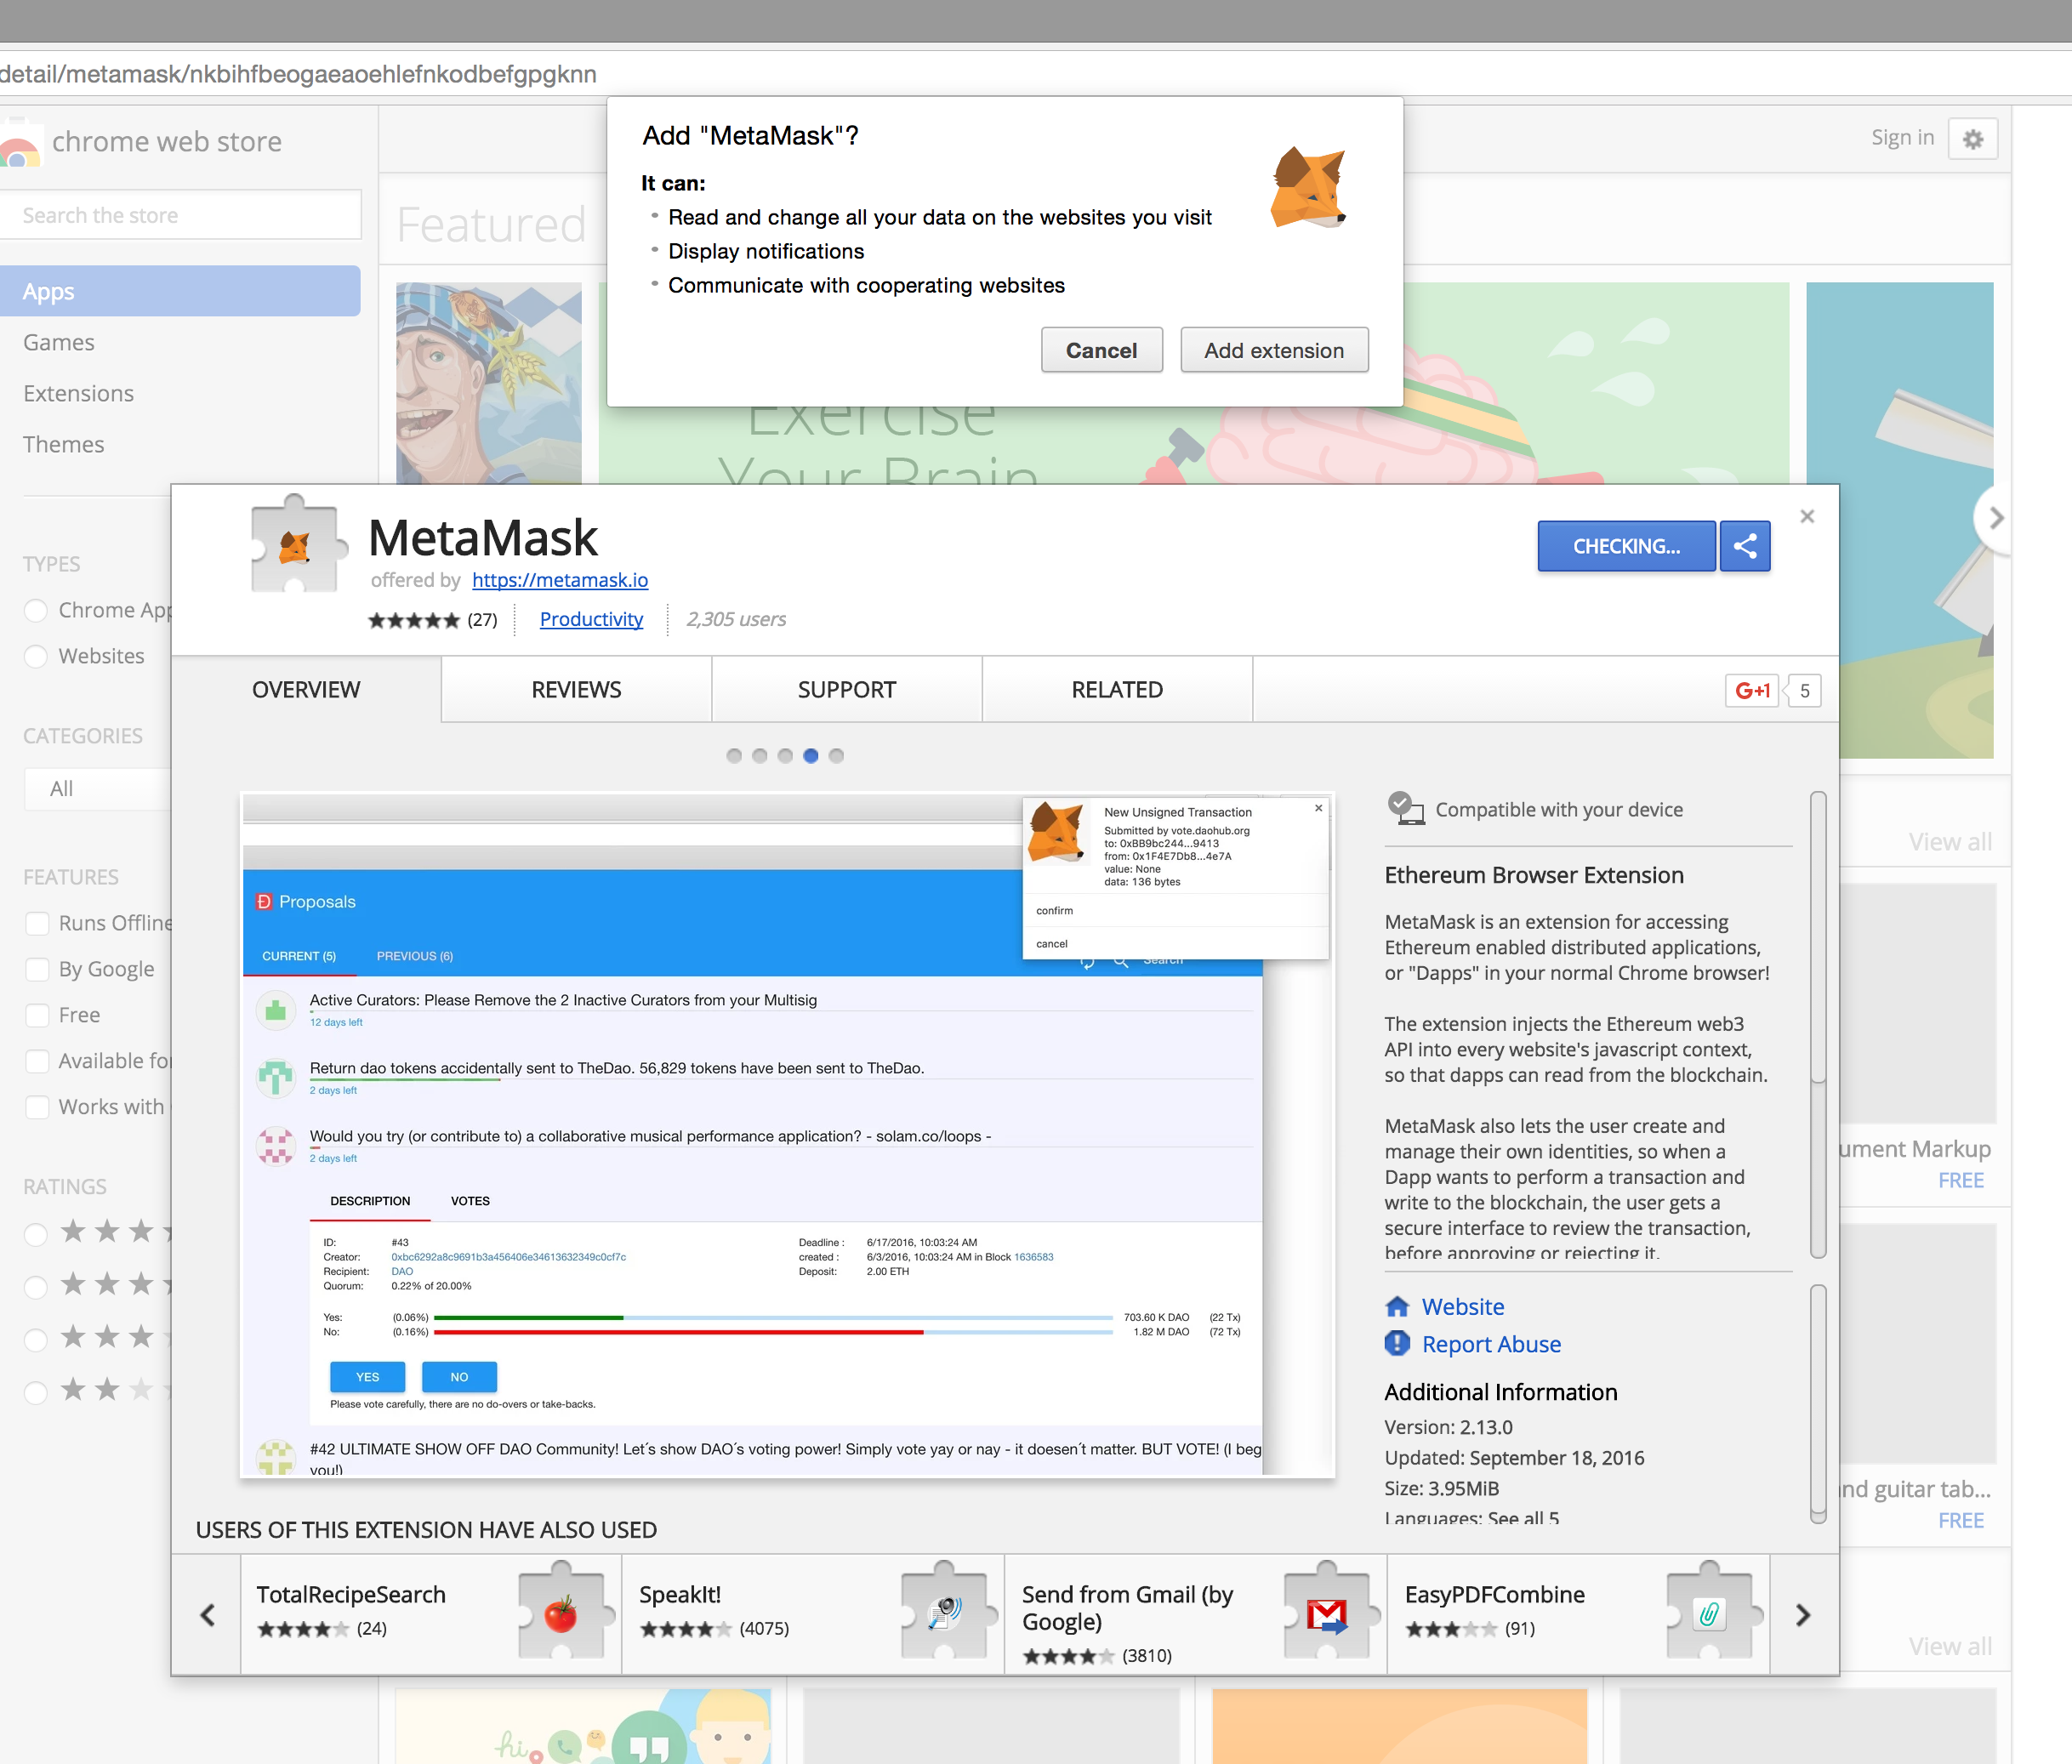 detail/metamask/nkbihfbeogaeaoehlefnkodbefgpgknn
chrome web store
Sign in
Search the store
Apps
Games
Extensions
Themes
TYPES
Chrome App
Websites
CATEGORIES
All
FEATURES
Runs Offline
By Google
Free
Available for
Works with
RATINGS
Featured
Add "MetaMask"?
It can:
Read and change all your data on the websites you visit
Display notifications
Communicate with cooperating websites
Cancel
Add extension
Exercise
Your Brain
MetaMask
offered by https://metamask.io
(27) Productivity 2,305 users
CHECKING...
OVERVIEW REVIEWS SUPPORT RELATED
G+1 5
New Unsigned Transaction
Submitted by vote.daohub.org
to: 0xBB9bc244...9413
from: 0x1F4E7Db8...4e7A
value: None
data: 136 bytes
confirm
cancel
Đ Proposals
CURRENT (5) PREVIOUS (6) Search
Active Curators: Please Remove the 2 Inactive Curators from your Multisig
12 days left
Return dao tokens accidentally sent to TheDao. 56,829 tokens have been sent to TheDao.
2 days left
Would you try (or contribute to) a collaborative musical performance application? - solam.co/loops -
2 days left
DESCRIPTION VOTES
ID: #43 Deadline : 6/17/2016, 10:03:24 AM
Creator: 0xbc6292a8c9691b3a456406e34613632349c0cf7c created : 6/3/2016, 10:03:24 AM in Block 1636583
Recipient: DAO Deposit: 2.00 ETH
Quorum: 0.22% of 20.00%
Yes: (0.06%) 703.60 K DAO (22 Tx)
No: (0.16%) 1.82 M DAO (72 Tx)
YES NO
Please vote carefully, there are no do-overs or take-backs.
#42 ULTIMATE SHOW OFF DAO Community! Let´s show DAO´s voting power! Simply vote yay or nay - it doesen´t matter. BUT VOTE! (I beg
you!)
Compatible with your device
Ethereum Browser Extension
MetaMask is an extension for accessing
Ethereum enabled distributed applications,
or "Dapps" in your normal Chrome browser!
The extension injects the Ethereum web3
API into every website's javascript context,
so that dapps can read from the blockchain.
MetaMask also lets the user create and
manage their own identities, so when a
Dapp wants to perform a transaction and
write to the blockchain, the user gets a
secure interface to review the transaction,
before approving or rejecting it.
Website
Report Abuse
Additional Information
Version: 2.13.0
Updated: September 18, 2016
Size: 3.95MiB
Languages: See all 5
USERS OF THIS EXTENSION HAVE ALSO USED
TotalRecipeSearch
(24)
SpeakIt!
(4075)
Send from Gmail (by
Google)
(3810)
EasyPDFCombine
(91)
View all
ument Markup
FREE
nd guitar tab...
FREE
View all
hi